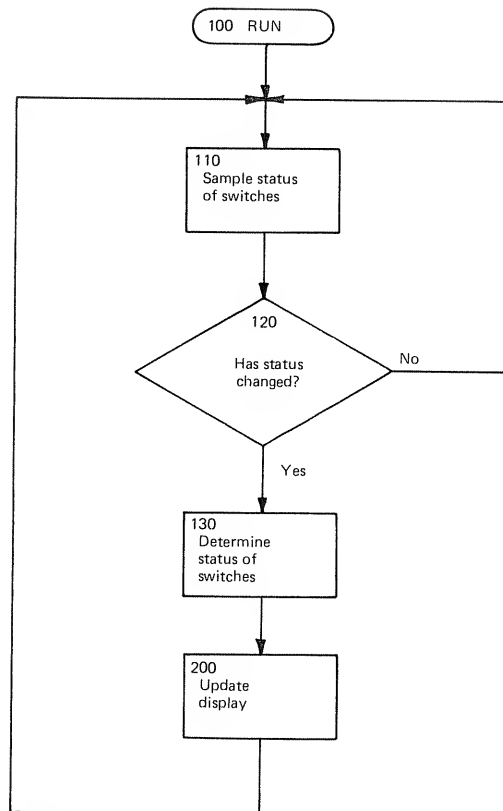 100 RUN
110
Sample status
of switches
120
Has status
changed?
No
Yes
130
Determine
status of
switches
200
Update
display